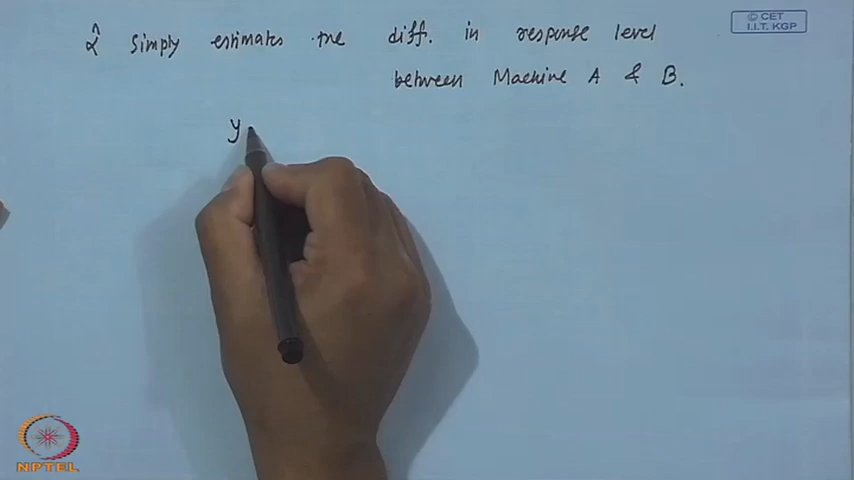 α̂ simply estimates the diff. in response level
© CET
I.I.T. KGP
between Machine A & B.
y
NPTEL